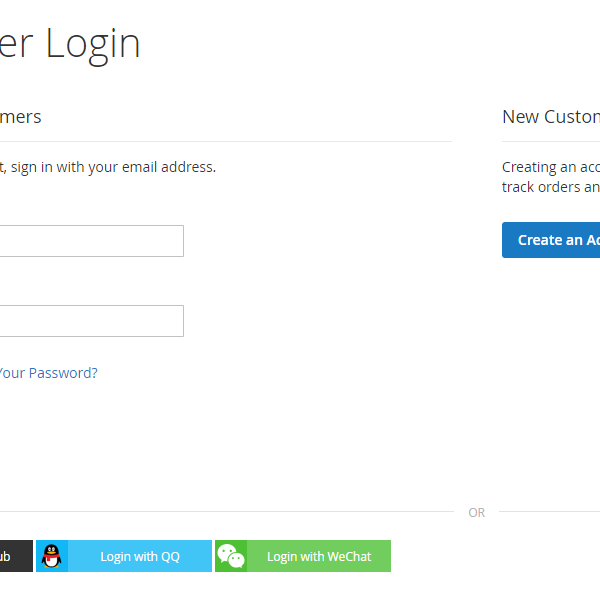 er Login
mers
New Custom
t, sign in with your email address.
Creating an acc
track orders an
Create an Ac
Your Password?
OR
ub
Login with QQ
Login with WeChat